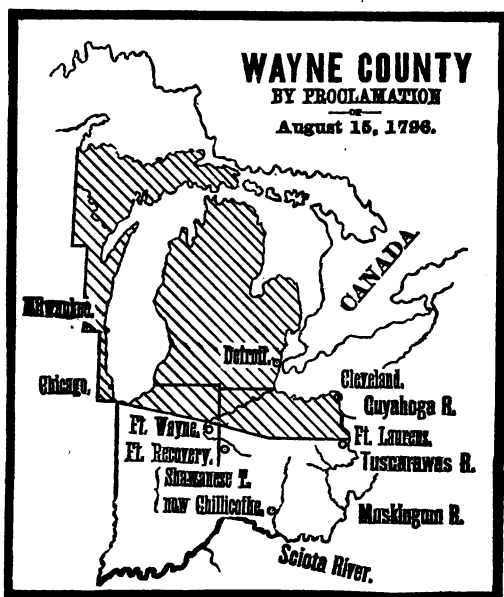 WAYNE COUNTY
BY PROCLAMATION
OF
August 15, 1796.
CANADA
Milwaukee.
Detroit.
Chicago.
Cleveland.
Cuyahoga R.
Ft. Wayne.
Ft. Laurens.
Ft. Recovery.
Tuscarawas R.
Shawanese T.
now Chillicothe.
Muskingum R.
Sciota River.